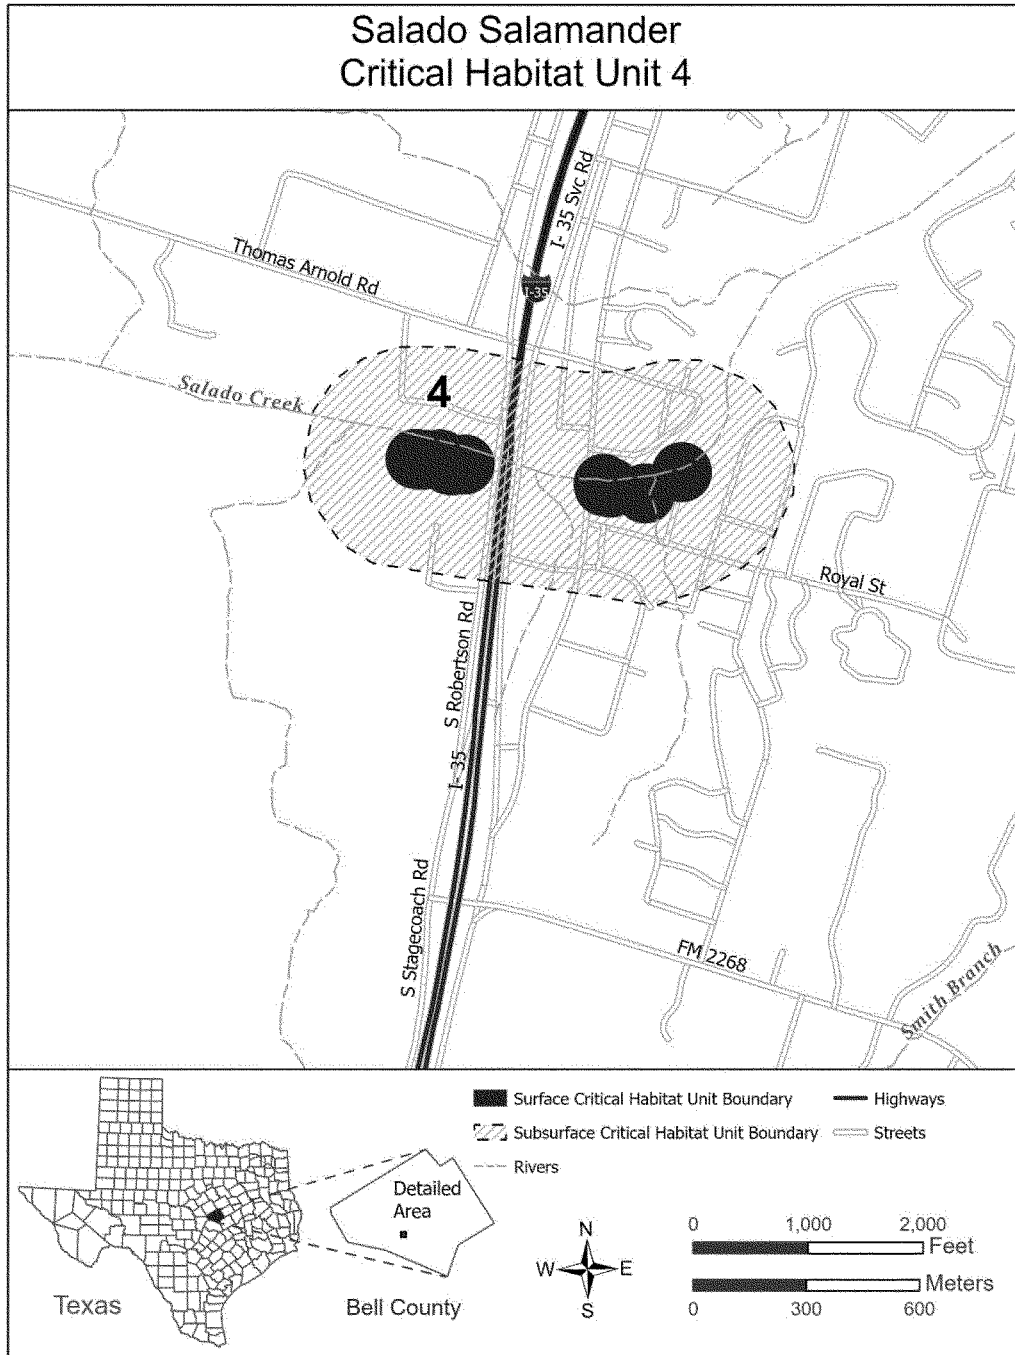 Salado Salamander
Critical Habitat Unit 4
I- 35 Svc Rd
Thomas Arnold Rd
I-35
Salado Creek
4
Royal St
S Robertson Rd
I- 35
S Stagecoach Rd
FM 2268
Smith Branch
Surface Critical Habitat Unit Boundary
Highways
Subsurface Critical Habitat Unit Boundary
Streets
Rivers
Detailed
Area
Texas
Bell County
N
W
E
S
0 1,000 2,000
Feet
Meters
0 300 600